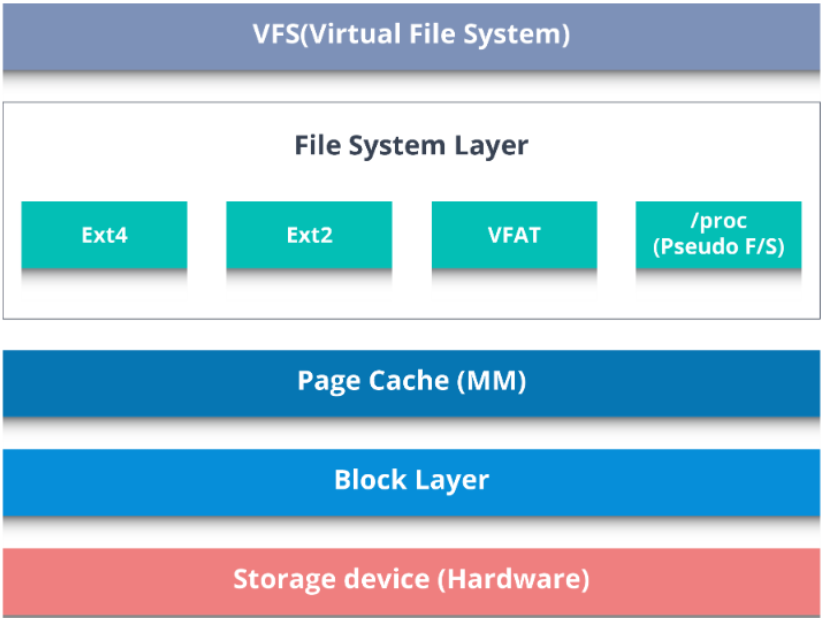 VFS(Virtual File System)
File System Layer
Ext4
Ext2
VFAT
/proc
(Pseudo F/S)
Page Cache (MM)
Block Layer
Storage device (Hardware)